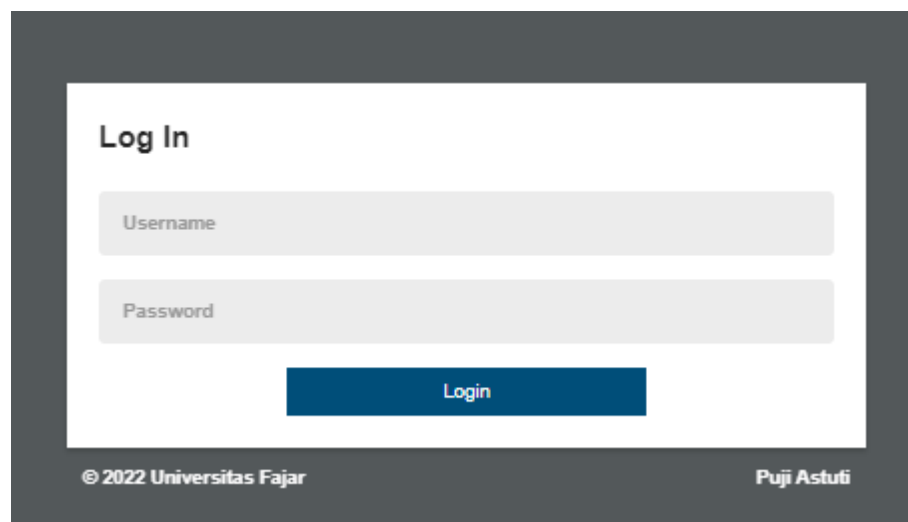 Log In
Username
Password
Login
© 2022 Universitas Fajar
Puji Astuti